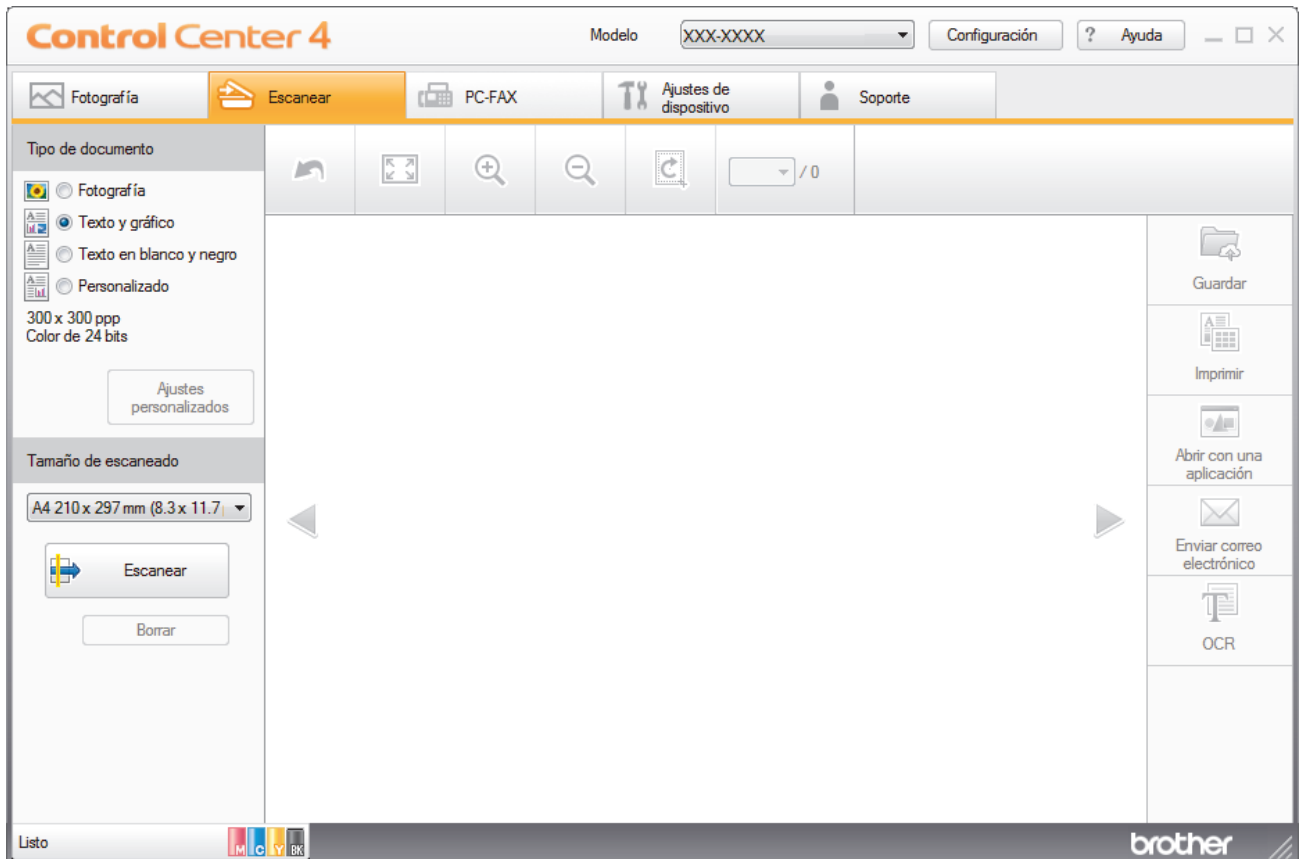 Control Center 4
Modelo
XXX-XXXX
Configuración
? Ayuda
Fotografía
Escanear
PC-FAX
Ajustes de
dispositivo
Soporte
Tipo de documento
Fotografía
Texto y gráfico
Texto en blanco y negro
Personalizado
300 x 300 ppp
Color de 24 bits
Ajustes
personalizados
Tamaño de escaneado
A4 210 x 297 mm (8.3 x 11.7
Escanear
Borrar
/ 0
Guardar
Imprimir
Abrir con una
aplicación
Enviar correo
electrónico
OCR
Listo
M C Y BK
brother